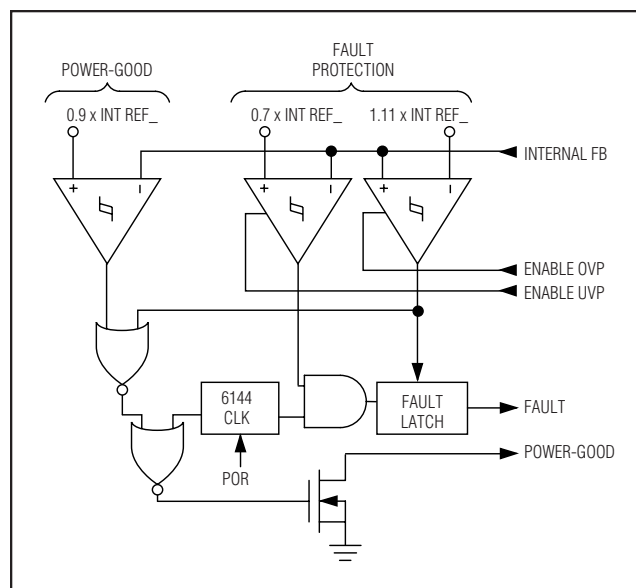 POWER-GOOD
FAULT
PROTECTION
0.9 x INT REF_
0.7 x INT REF_
1.11 x INT REF_
INTERNAL FB
+
–
+
–
+
–
ENABLE OVP
ENABLE UVP
6144
CLK
FAULT
LATCH
FAULT
POWER-GOOD
POR